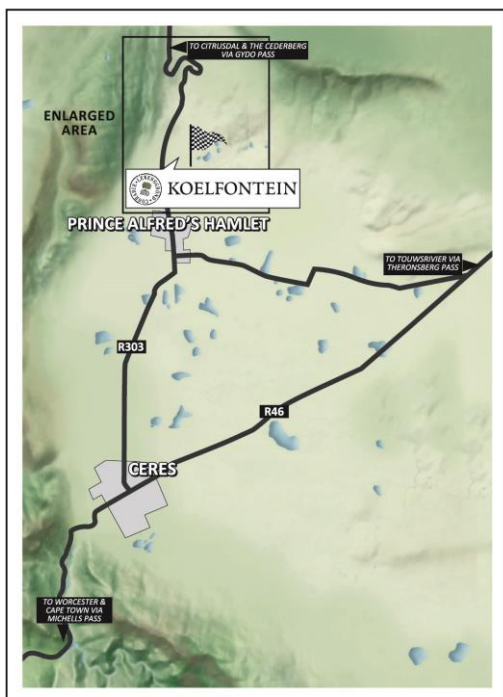 TO CITRUSDAL & THE CEDERBERG
VIA GYDO PASS
ENLARGED
AREA
KOELFONTEIN
PRINCE ALFRED'S HAMLET
TO TOUWSRIVIER VIA
THERONSBERG PASS
R303
R46
CERES
TO WORCESTER &
CAPE TOWN VIA
MICHELLS PASS